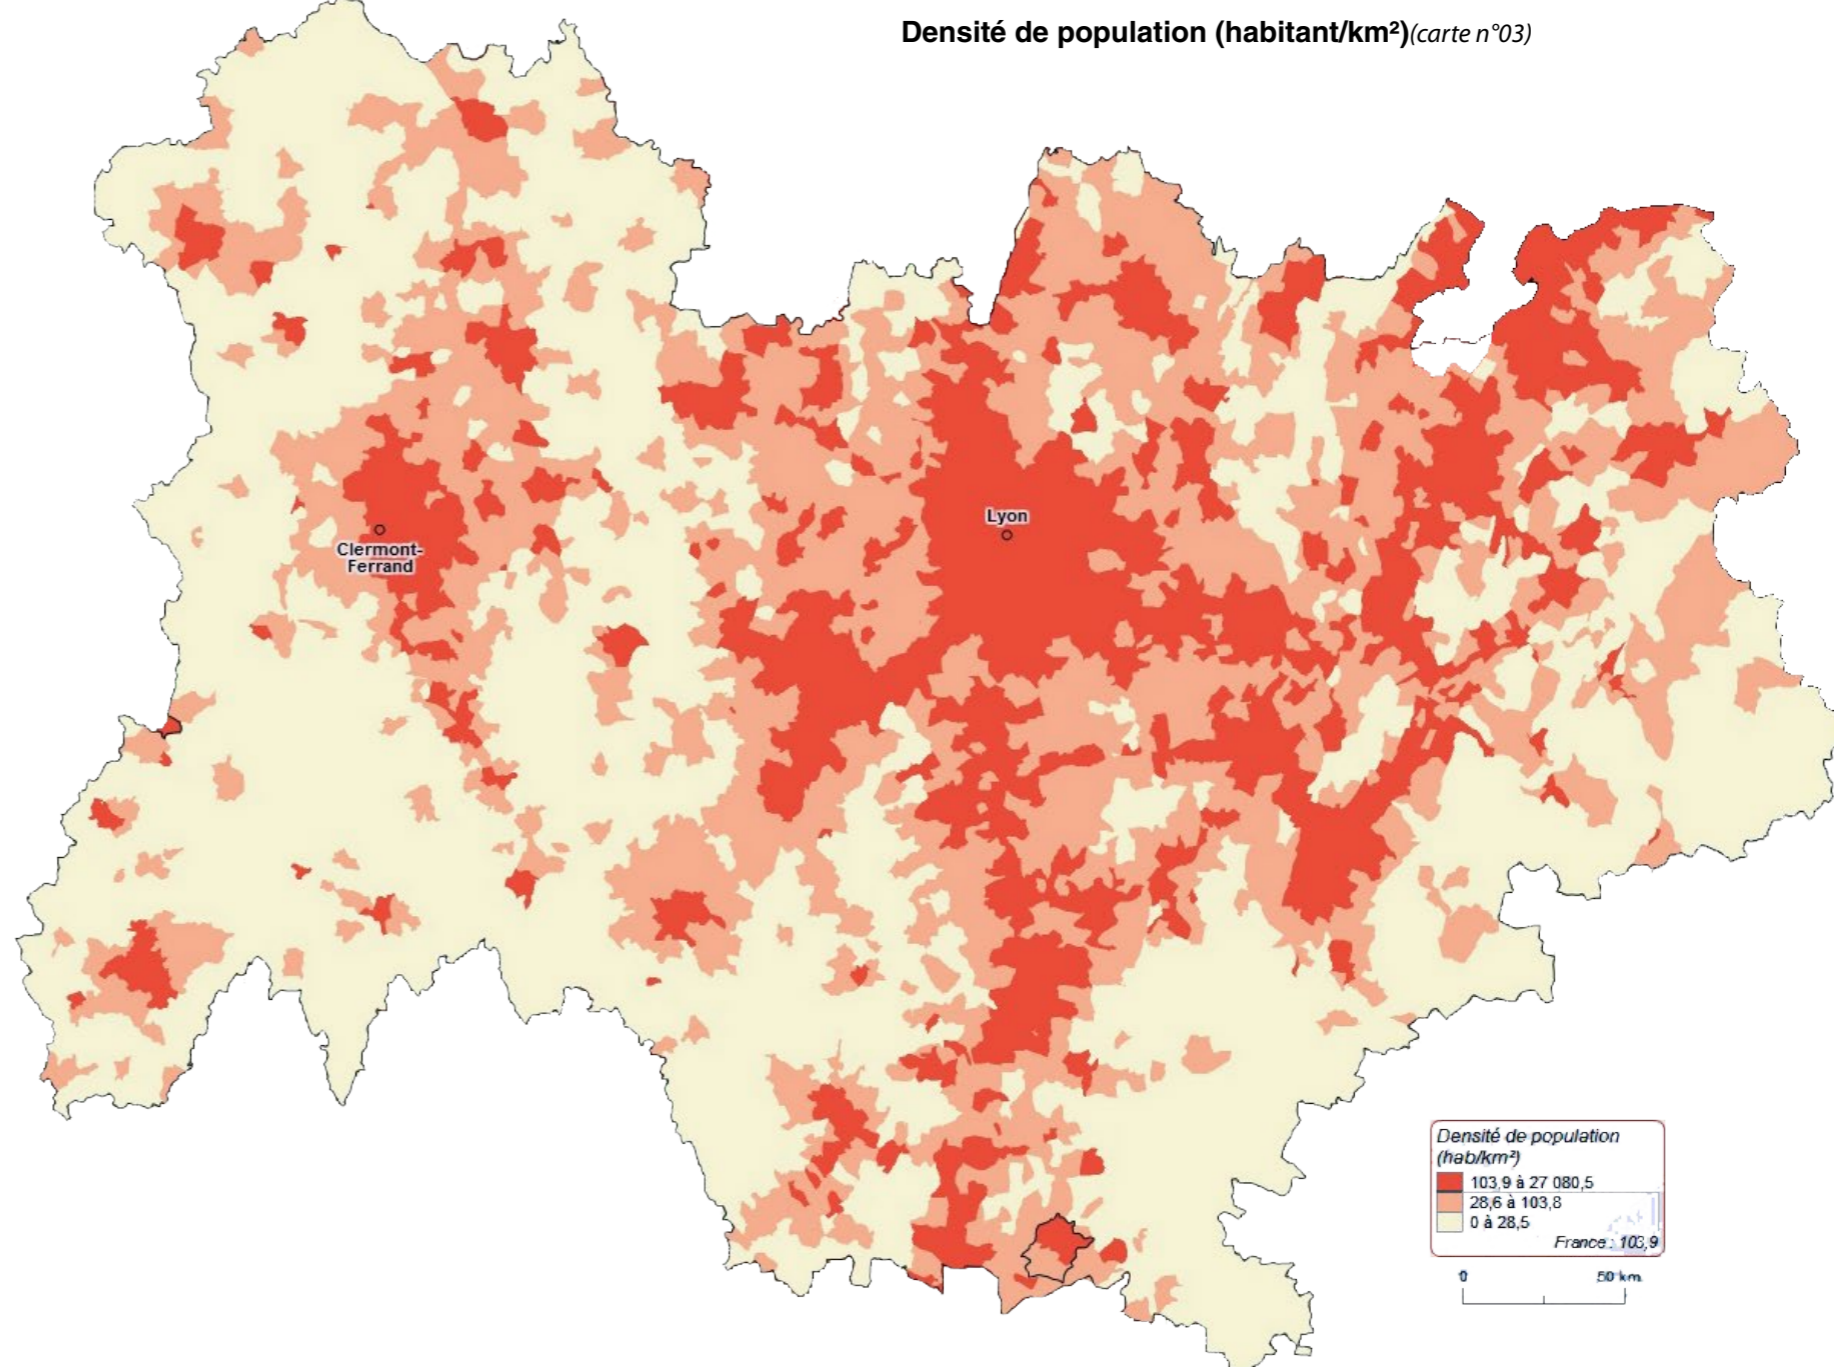 Densité de population (habitant/km²)(carte n°03)
Lyon
Clermont-
Ferrand
Densité de population
(hab/km²)
103,9 à 27 080,5
28,6 à 103,8
0 à 28,5
France : 103,9
0 50 km